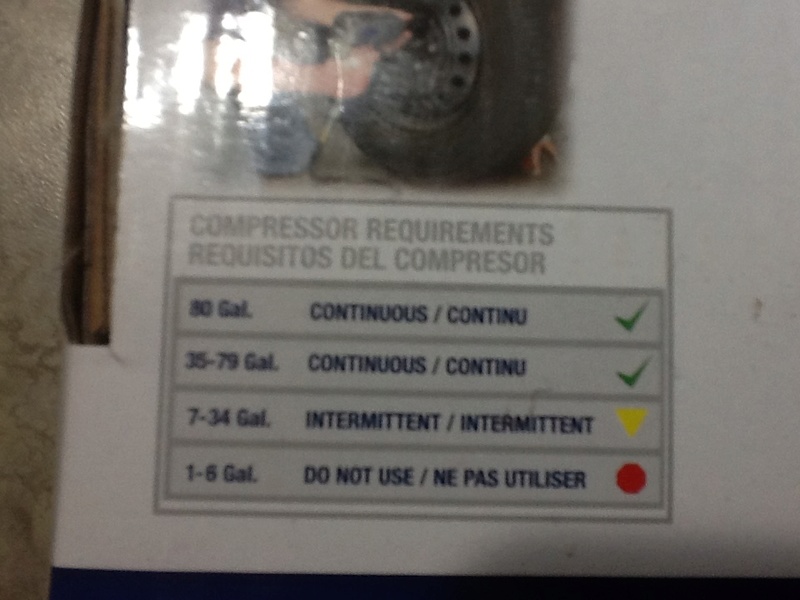 COMPRESSOR REQUIREMENTS
REQUISITOS DEL COMPRESOR
80 Gal. CONTINUOUS / CONTINU
35-79 Gal. CONTINUOUS / CONTINU
7-34 Gal. INTERMITTENT / INTERMITTENT
1-6 Gal. DO NOT USE / NE PAS UTILISER